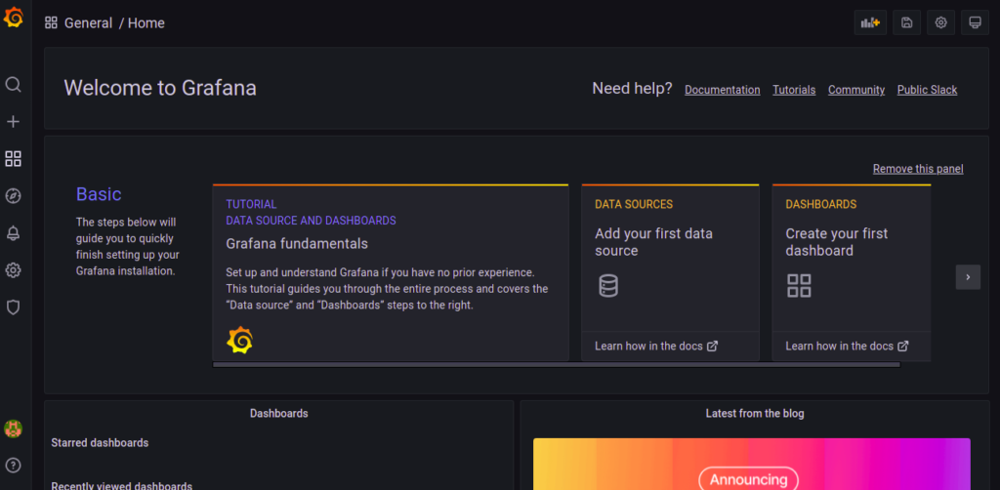 General / Home
Welcome to Grafana
Need help? Documentation Tutorials Community Public Slack
Remove this panel
Basic
The steps below will
guide you to quickly
finish setting up your
Grafana installation.
TUTORIAL
DATA SOURCE AND DASHBOARDS
Grafana fundamentals
Set up and understand Grafana if you have no prior experience.
This tutorial guides you through the entire process and covers the
“Data source” and “Dashboards” steps to the right.
DATA SOURCES
Add your first data
source
Learn how in the docs
DASHBOARDS
Create your first
dashboard
Learn how in the docs
Dashboards
Starred dashboards
Recently viewed dashboards
Latest from the blog
Announcing